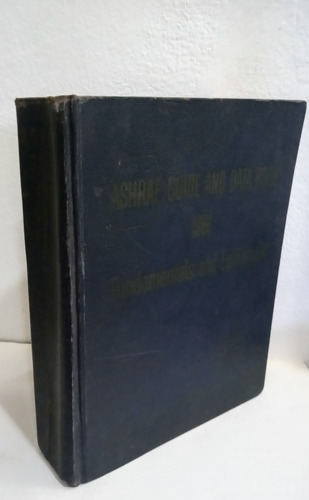 ASHRAE GUIDE AND DATA BOOK
Fundamentals and Equipment